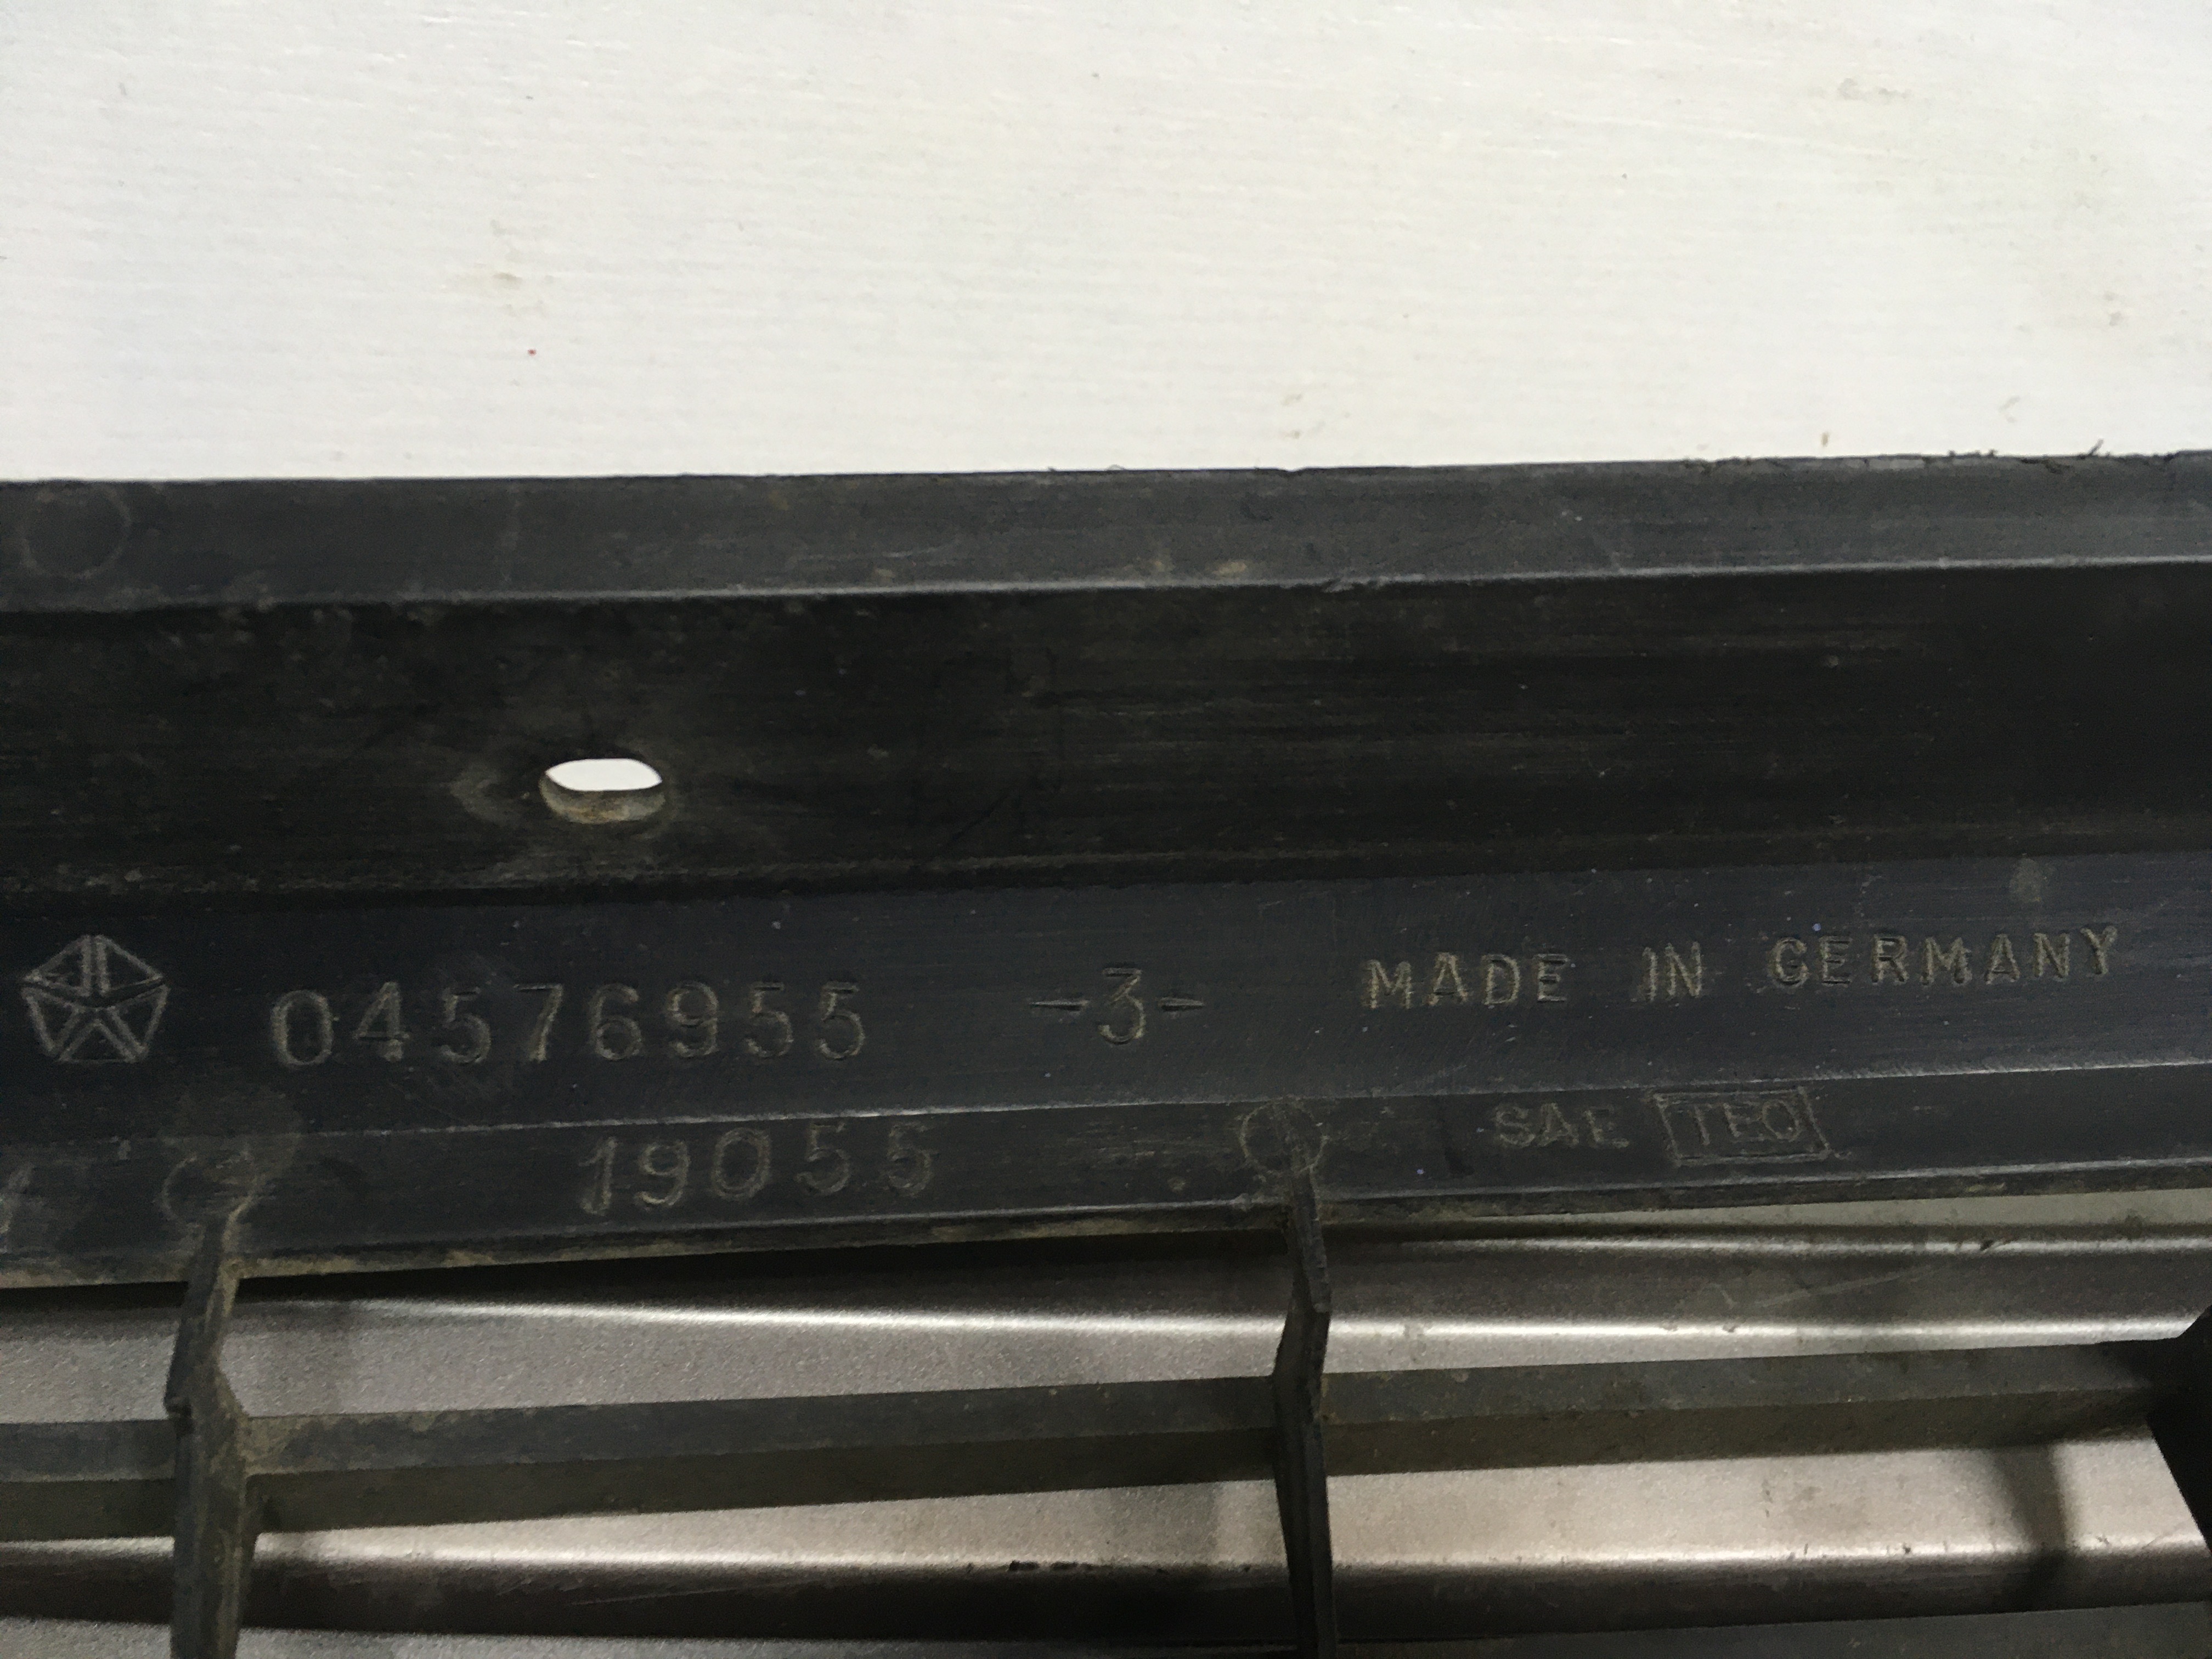 04576955 -3- MADE IN GERMANY
19055 SAE TEO